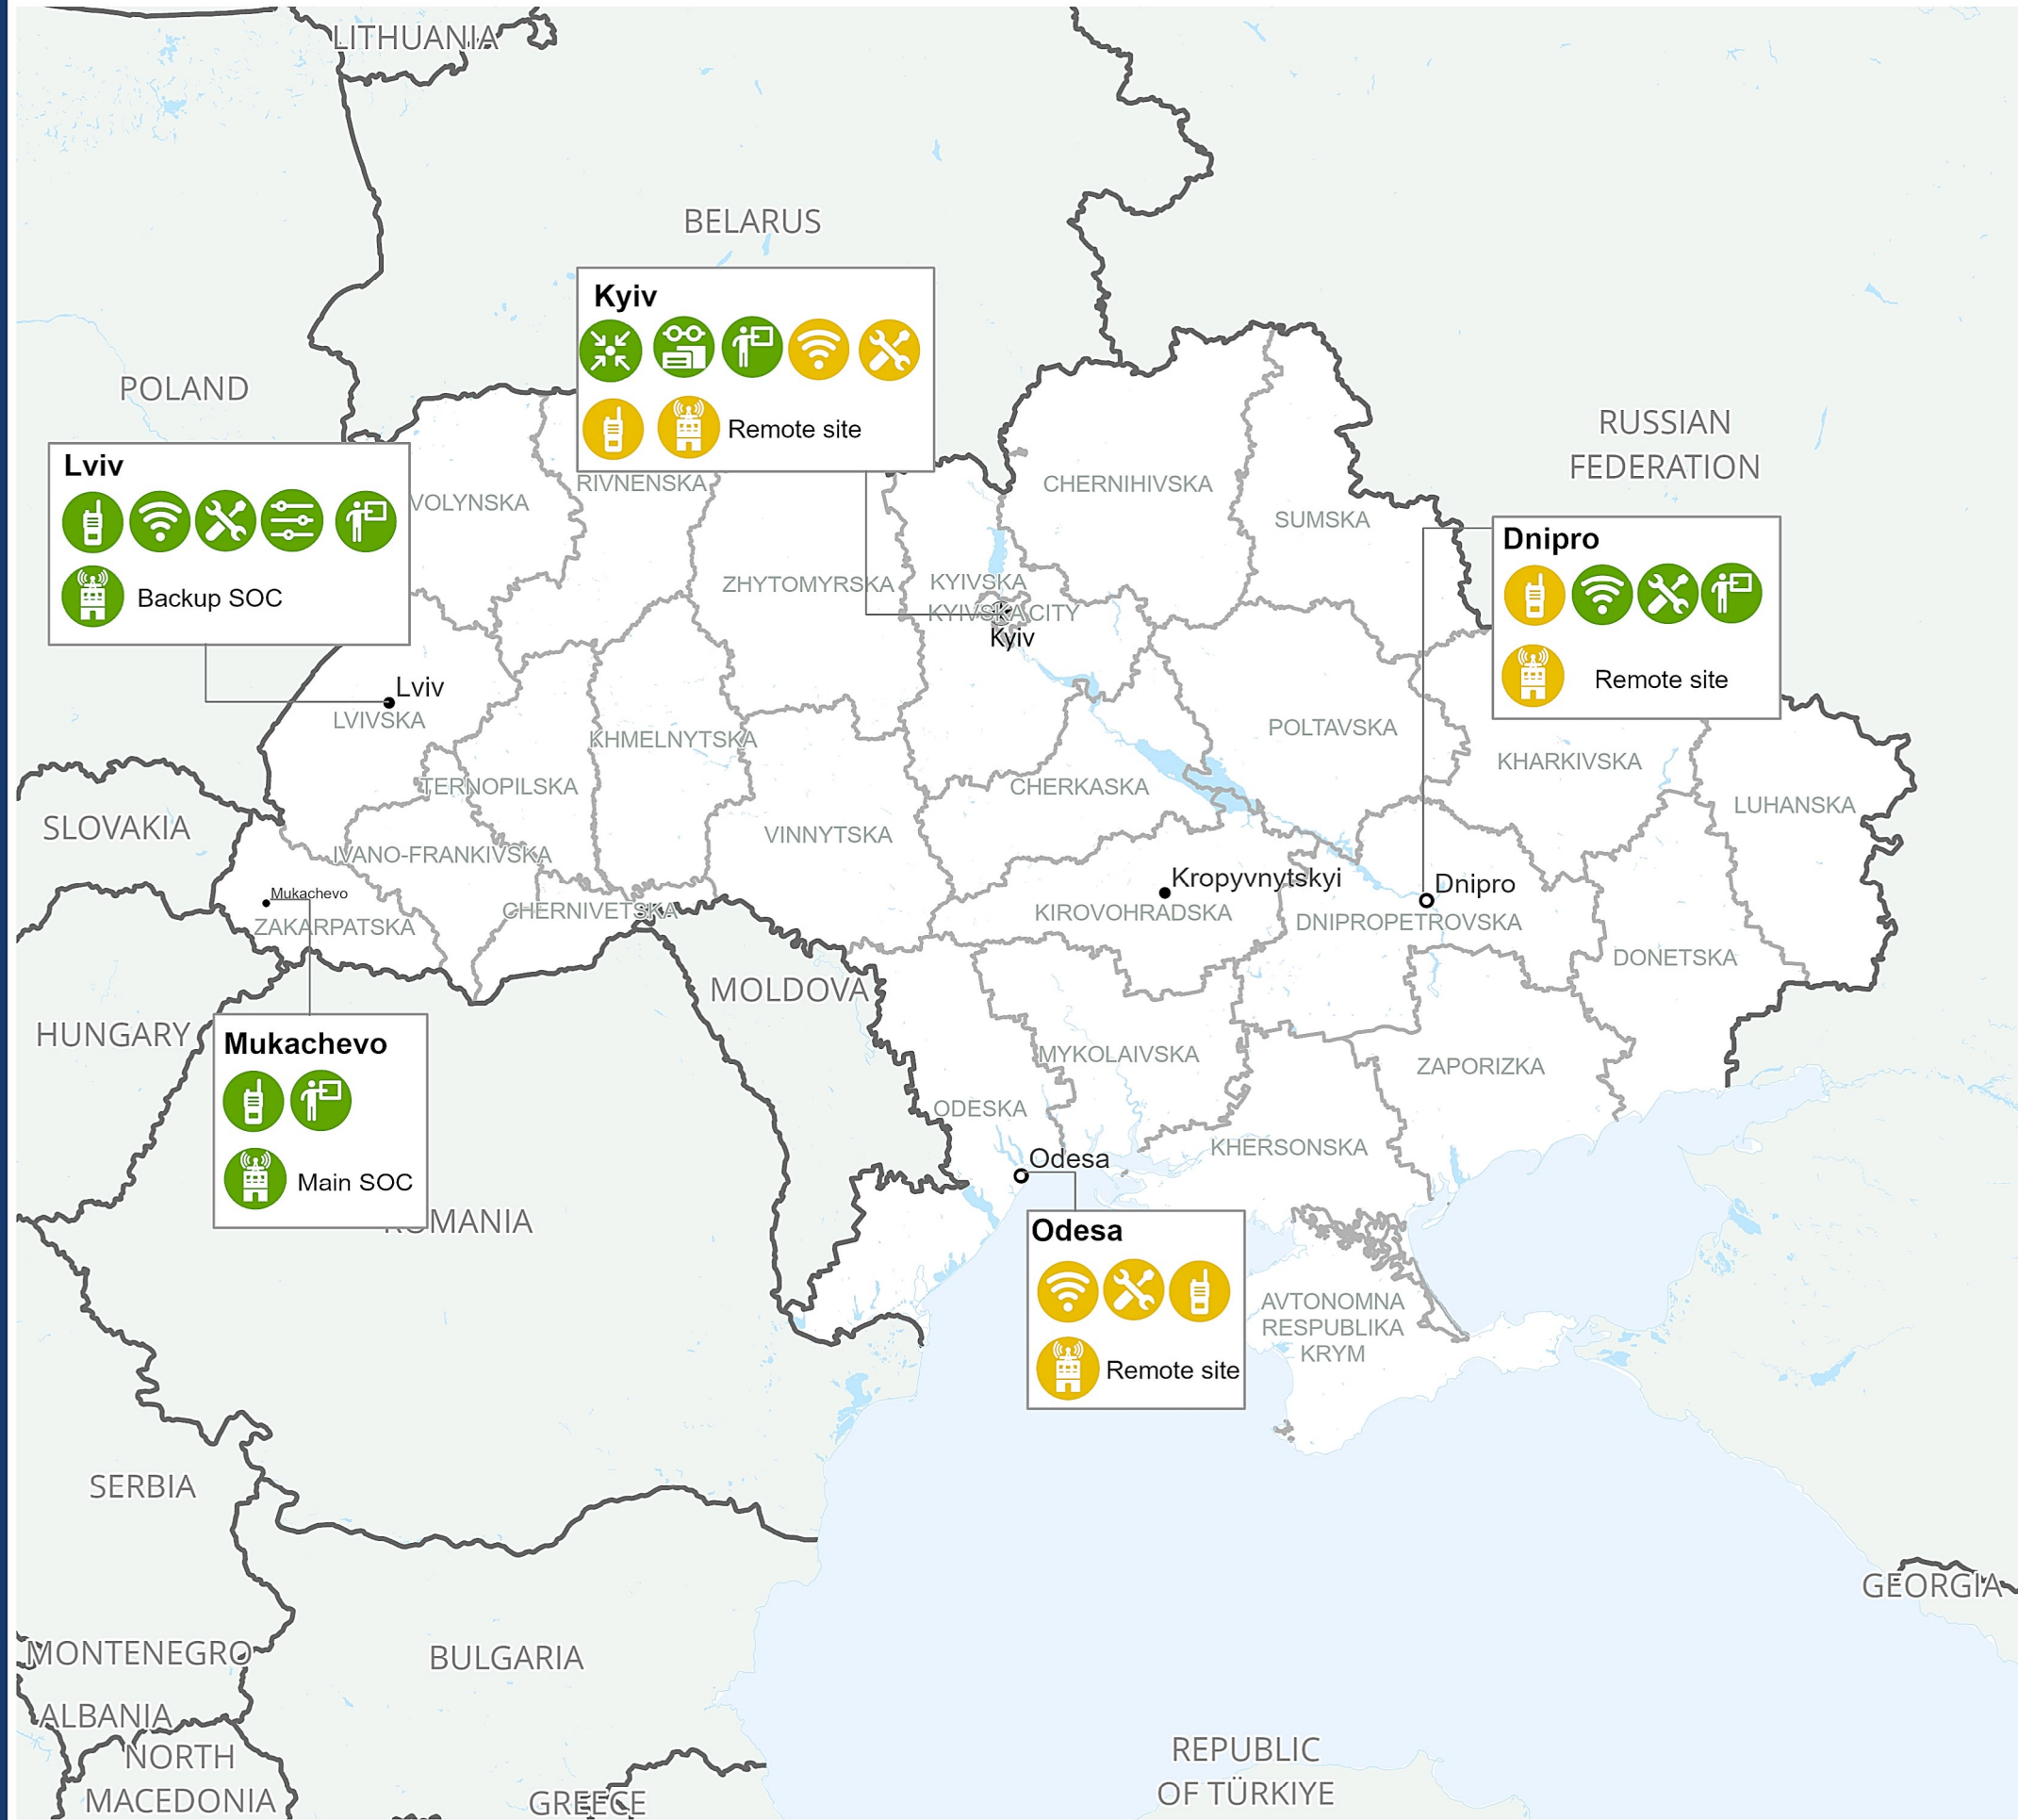 LITHUANIA
BELARUS
POLAND
RUSSIAN
FEDERATION
Kyiv
Remote site
Lviv
Backup SOC
Dnipro
Remote site
VOLYNSKA
RIVNENSKA
CHERNIHIVSKA
SUMSKA
ZHYTOMYRSKA
KYIVSKA
KYIVSKA CITY
Kyiv
Lviv
LVIVSKA
KHMELNYTSKA
POLTAVSKA
KHARKIVSKA
TERNOPILSKA
CHERKASKA
LUHANSKA
SLOVAKIA
VINNYTSKA
IVANO-FRANKIVSKA
Kropyvnytskyi
Dnipro
Mukachevo
KIROVOHRADSKA
CHERNIVETSKA
DNIPROPETROVSKA
ZAKARPATSKA
DONETSKA
MOLDOVA
HUNGARY
Mukachevo
Main SOC
MYKOLAIVSKA
ZAPORIZKA
ODESKA
KHERSONSKA
Odesa
ROMANIA
Odesa
Remote site
AVTONOMNA
RESPUBLIKA
KRYM
SERBIA
GEORGIA
MONTENEGRO
BULGARIA
ALBANIA
NORTH
MACEDONIA
GREECE
REPUBLIC
OF TÜRKIYE